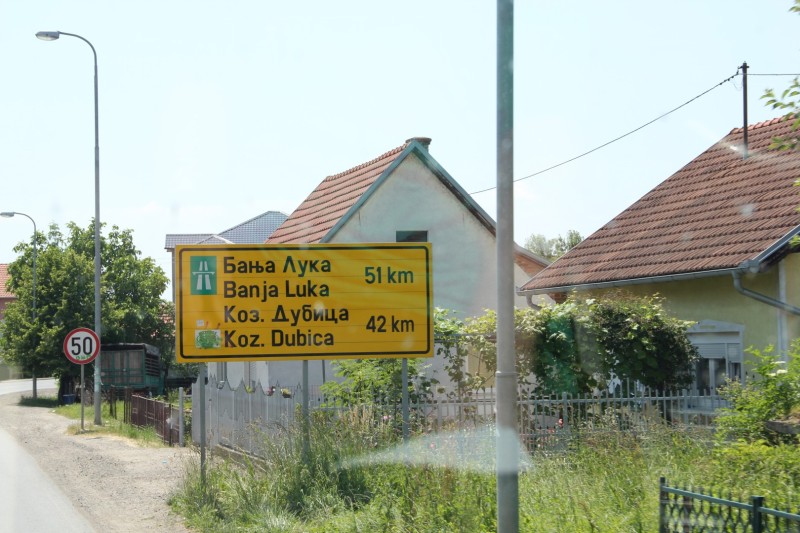 50
Бања Лука 51 km
Banja Luka
Коз. Дубица 42 km
Koz. Dubica